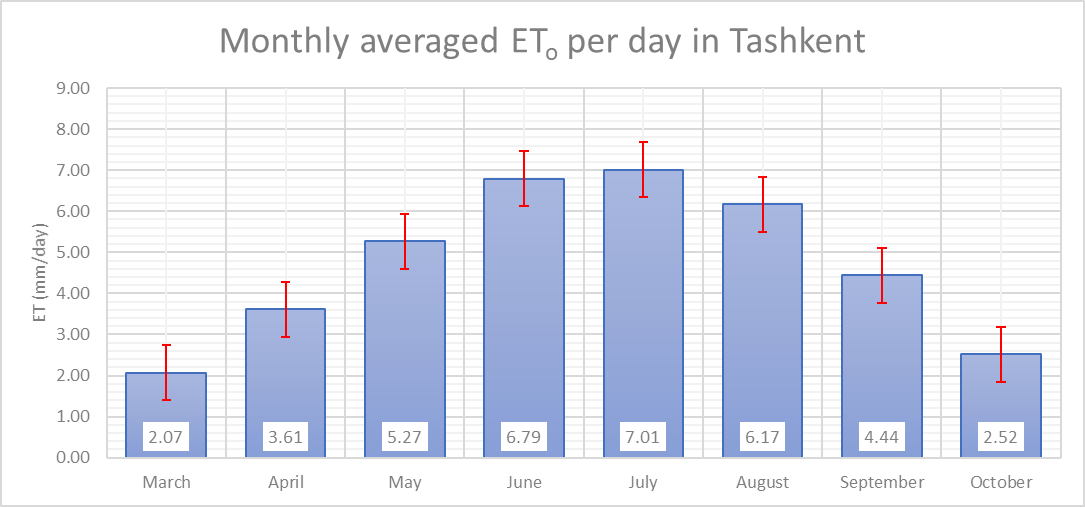 Monthly averaged ETo per day in Tashkent
9.00
8.00
7.00
6.00
5.00
4.00
3.00
2.00
1.00
0.00
ET (mm/day)
2.07 3.61 5.27 6.79 7.01 6.17 4.44 2.52
March April May June July August September October